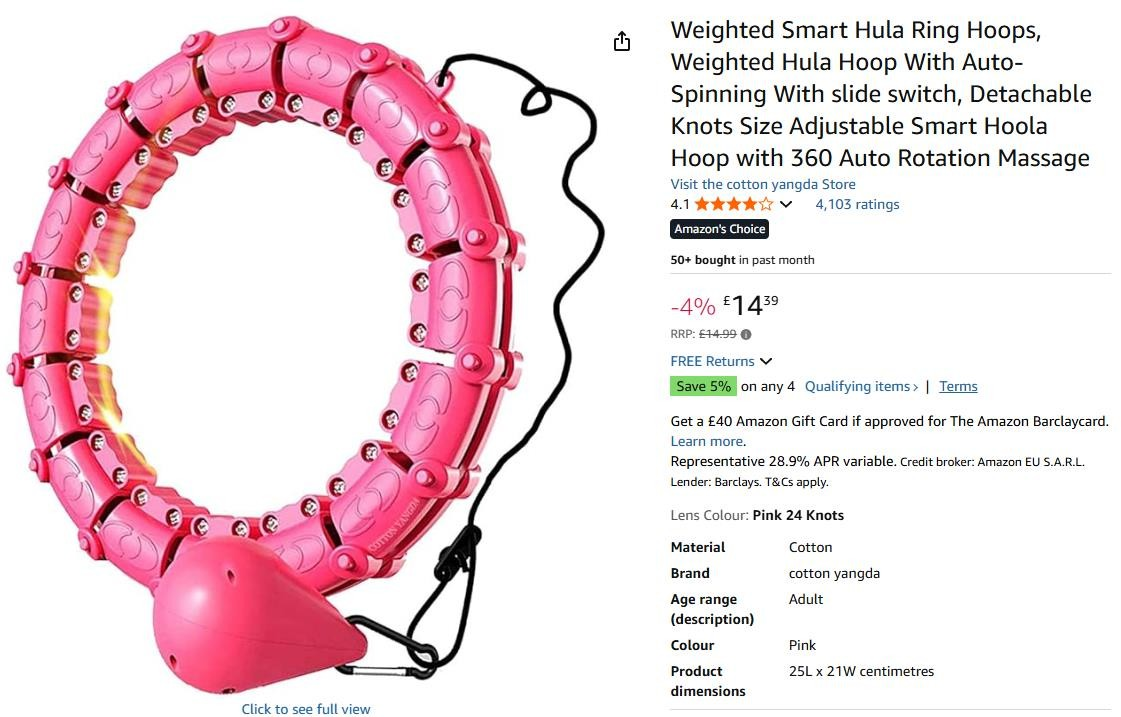 Weighted Smart Hula Ring Hoops,
Weighted Hula Hoop With Auto-
Spinning With slide switch, Detachable
Knots Size Adjustable Smart Hoola
Hoop with 360 Auto Rotation Massage
Visit the cotton yangda Store
4.1 4,103 ratings
Amazon's Choice
50+ bought in past month
-4% £14 39
RRP: £14.99
FREE Returns
Save 5% on any 4 Qualifying items › | Terms
Get a £40 Amazon Gift Card if approved for The Amazon Barclaycard.
Learn more.
Representative 28.9% APR variable. Credit broker: Amazon EU S.A.R.L.
Lender: Barclays. T&Cs apply.
Lens Colour: Pink 24 Knots
Material Cotton
Brand cotton yangda
Age range
(description) Adult
Colour Pink
Product
dimensions 25L x 21W centimetres
COTTON YANGDA
Click to see full view